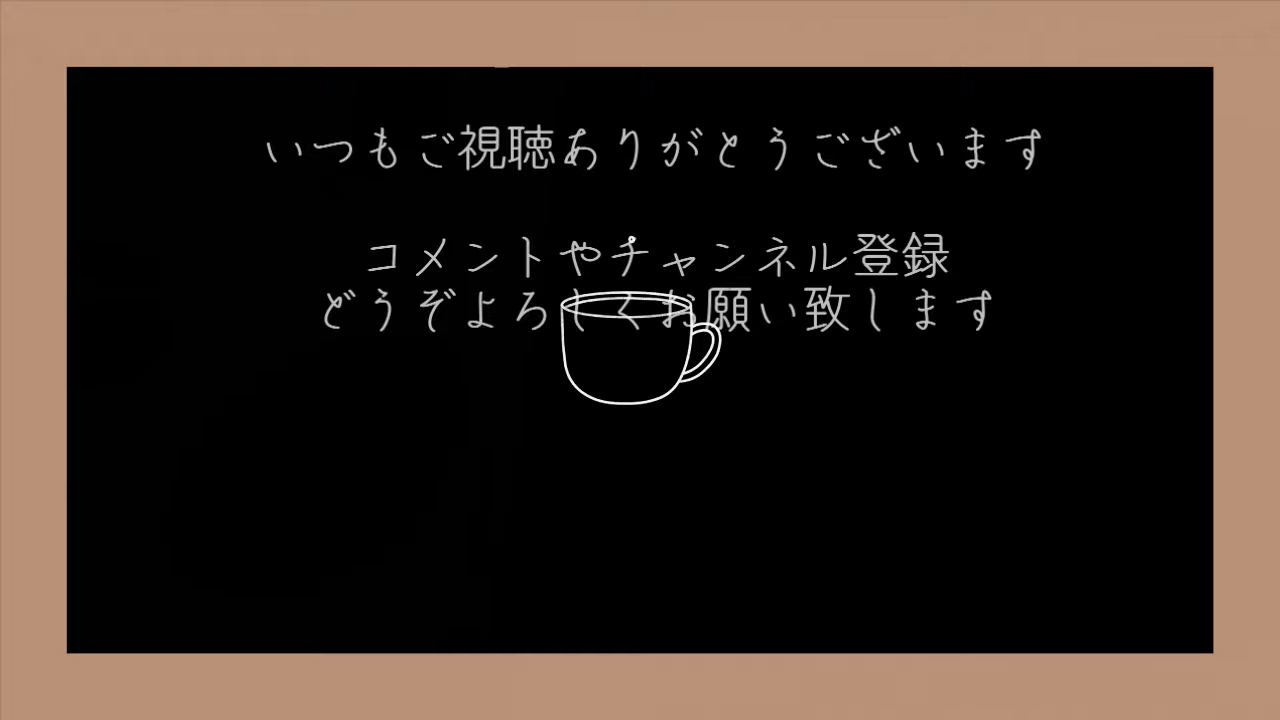 いつもご視聴ありがとうございます
コメントやチャンネル登録
どうぞよろしくお願い致します